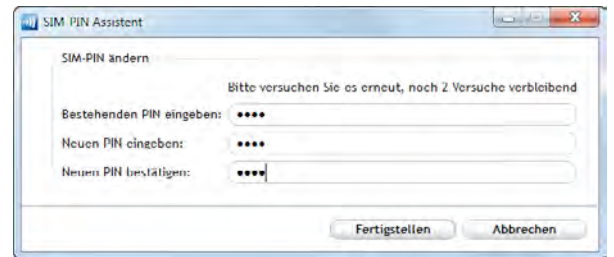 SIM PIN Assistent
SIM-PIN ändern
Bitte versuchen Sie es erneut, noch 2 Versuche verbleibend
Bestehenden PIN eingeben: ••••
Neuen PIN eingeben: ••••
Neuen PIN bestätigen: ••••
Fertigstellen Abbrechen